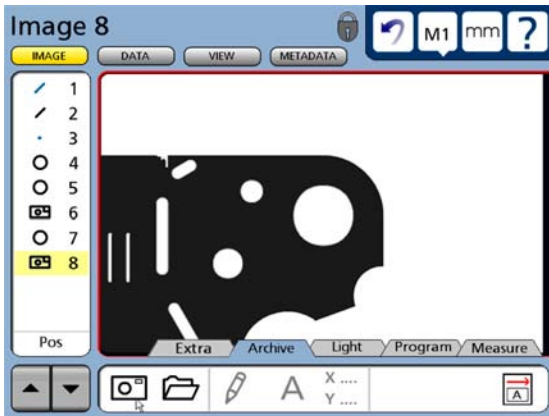 Image 8
M1 mm ?
IMAGE DATA VIEW METADATA
1
2
3
4
5
6
7
8
Pos
Extra Archive Light Program Measure
A X ....
Y ....
A